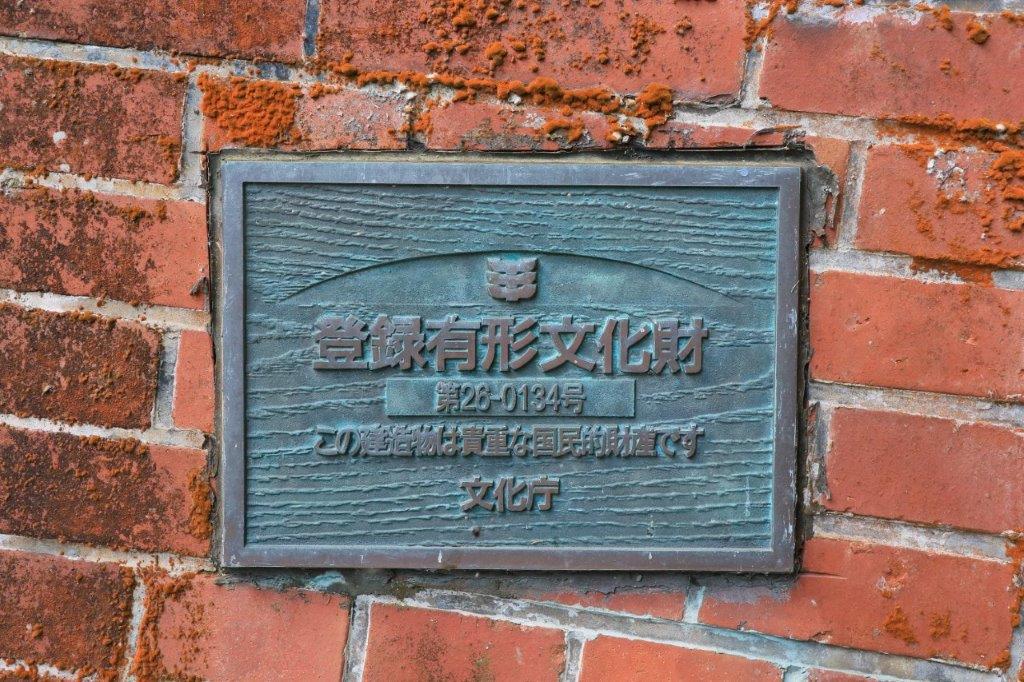 登録有形文化財
第26-0134号
この建造物は貴重な国民的財産です
文化庁